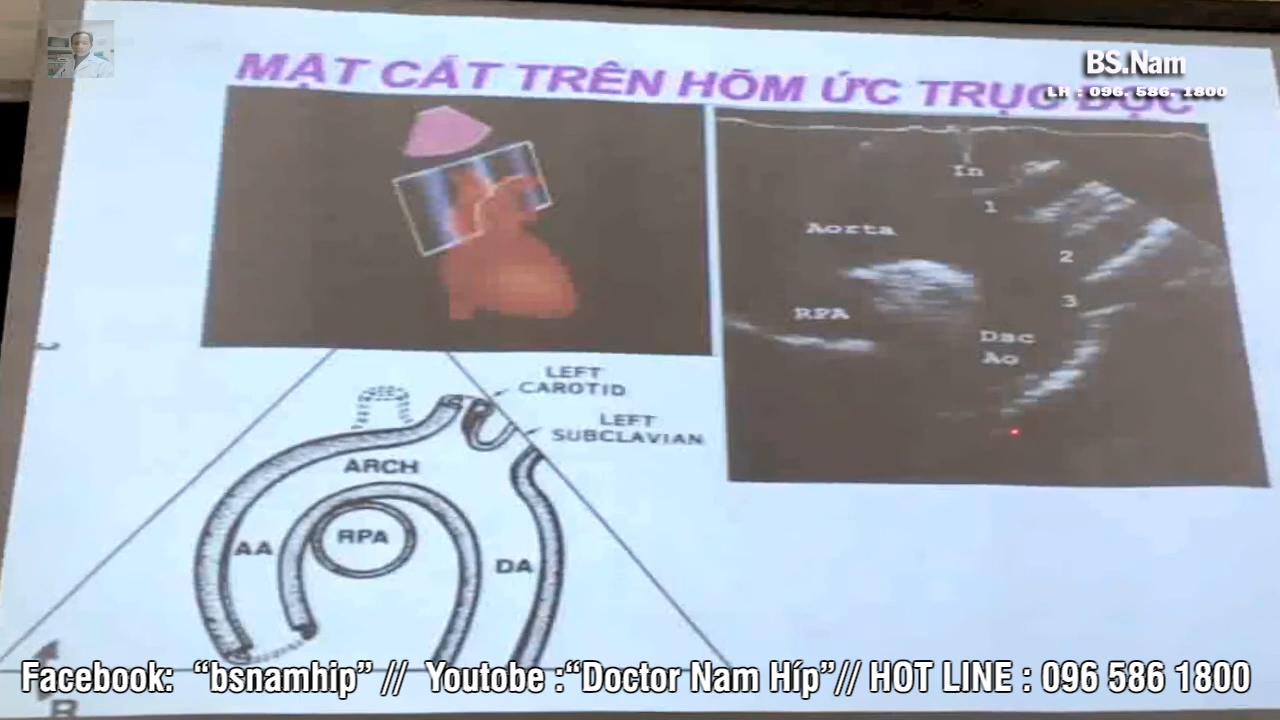 BS.Nam
LH : 096. 586. 1800
MẶT CẮT TRÊN HÕM ỨC TRỤC DỌC
In
1
Aorta
2
3
RPA
Dsc
Ao
LEFT
CAROTID
LEFT
SUBCLAVIAN
ARCH
RPA
AA
DA
Facebook: “bsnamhip” // Youtobe :“Doctor Nam Híp”// HOT LINE : 096 586 1800
R